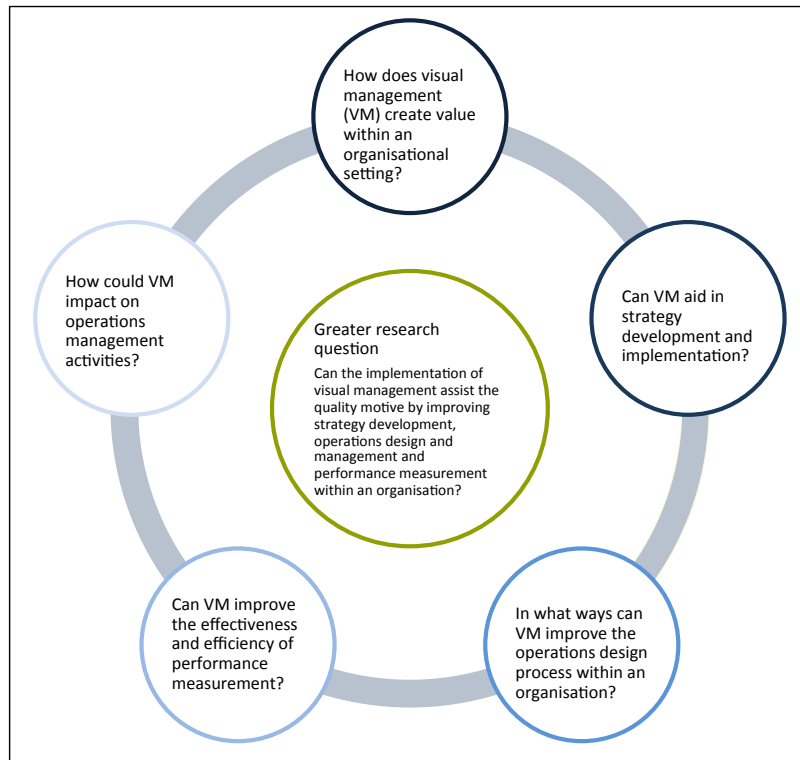 How does visual
management
(VM) create value
within an
organisational
setting?
Can VM aid in
strategy
development and
implementation?
In what ways can
VM improve the
operations design
process within an
organisation?
Can VM improve
the effectiveness
and efficiency of
performance
measurement?
How could VM
impact on
operations
management
activities?
Greater research
question
Can the implementation of
visual management assist the
quality motive by improving
strategy development,
operations design and
management and
performance measurement
within an organisation?